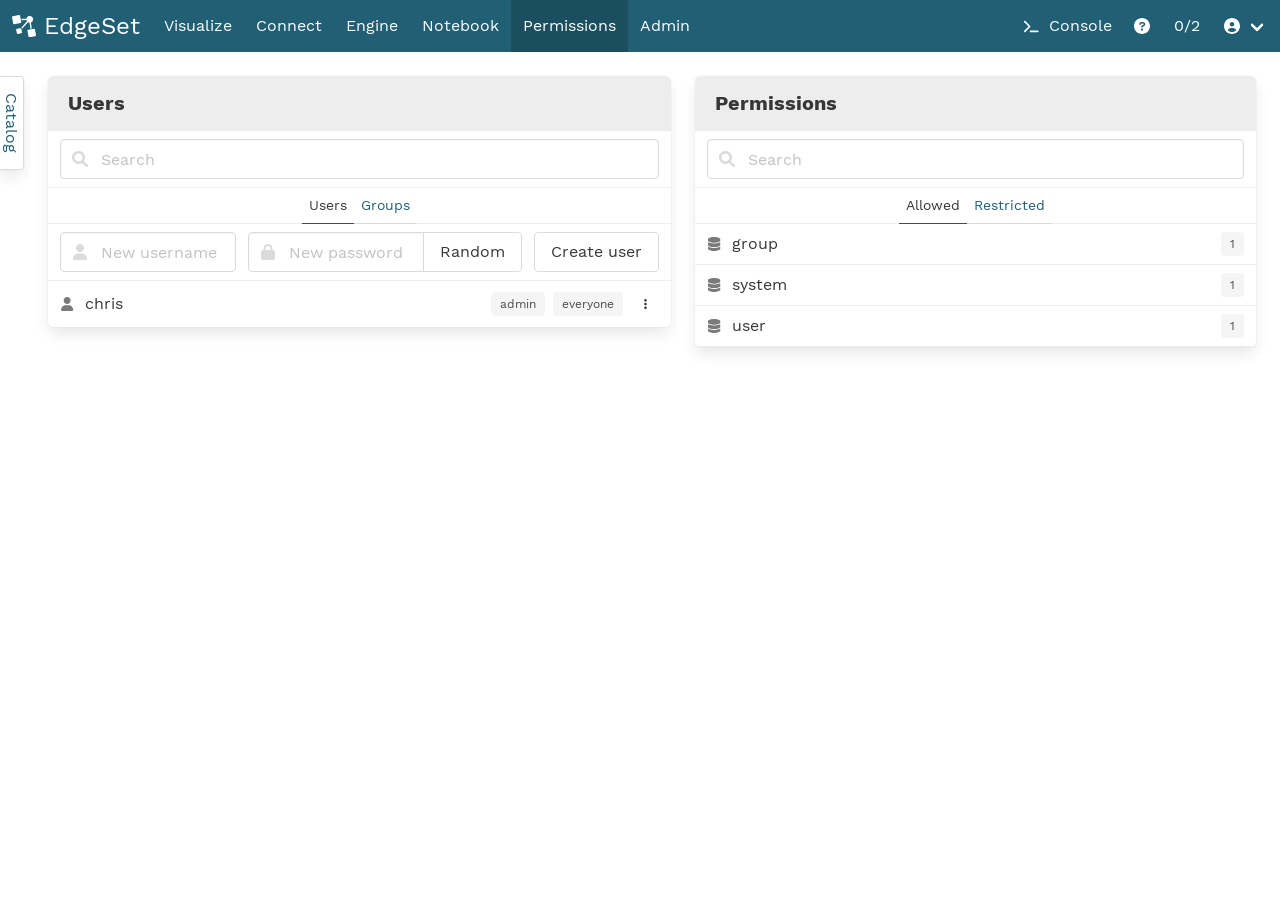 EdgeSet Visualize Connect Engine Notebook Permissions Admin Console 0/2
Catalog
Users
Search
Users Groups
New username New password Random Create user
chris admin everyone
Permissions
Search
Allowed Restricted
group 1
system 1
user 1